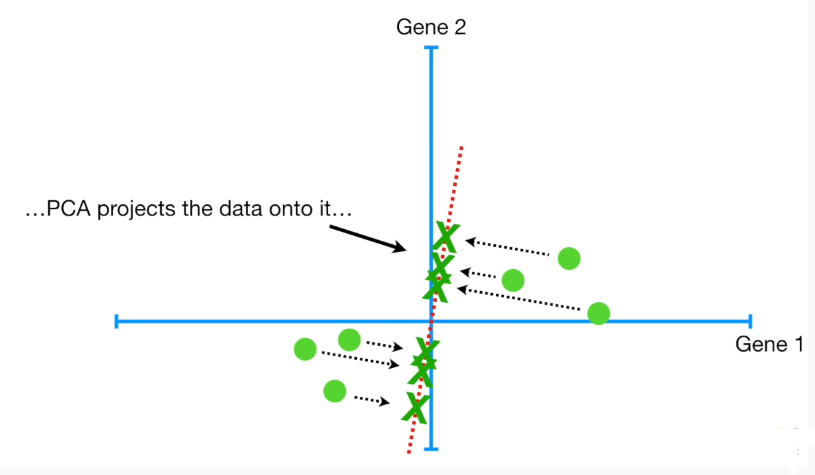 Gene 2
…PCA projects the data onto it…
Gene 1